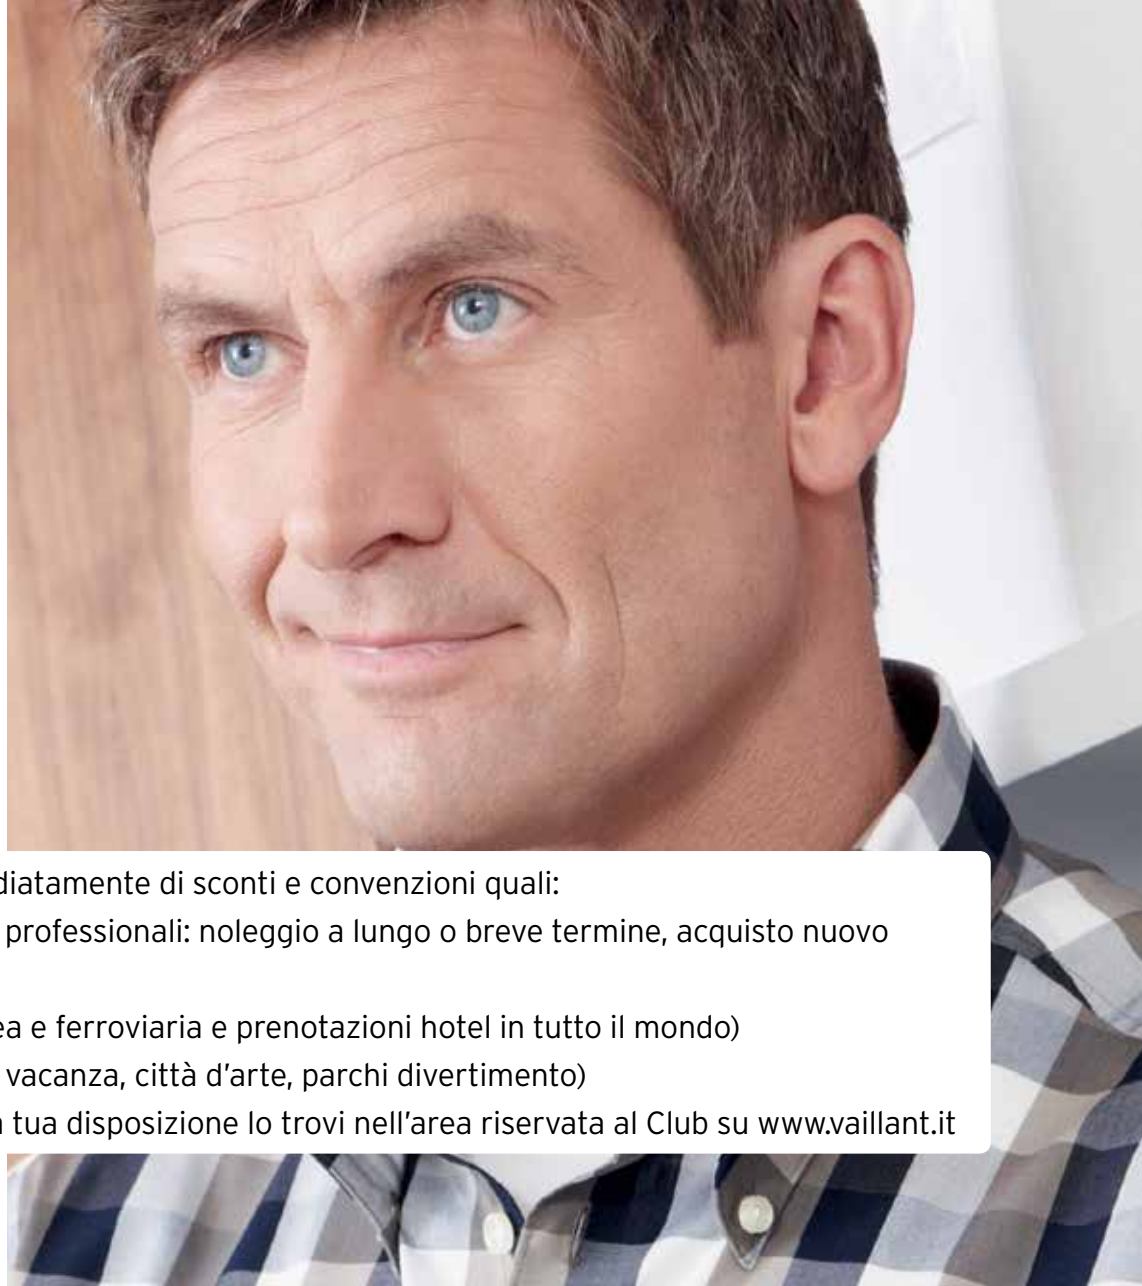 diatamente di sconti e convenzioni quali:
professionali: noleggio a lungo o breve termine, acquisto nuovo
ea e ferroviaria e prenotazioni hotel in tutto il mondo)
vacanza, città d'arte, parchi divertimento)
tua disposizione lo trovi nell'area riservata al Club su www.vaillant.it